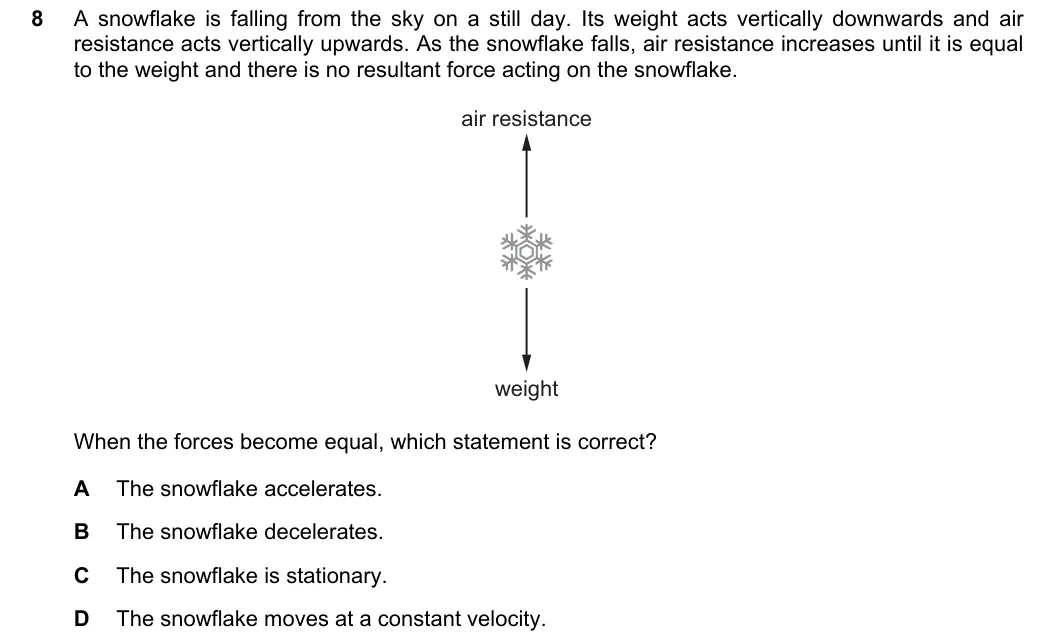 8 A snowflake is falling from the sky on a still day. Its weight acts vertically downwards and air
resistance acts vertically upwards. As the snowflake falls, air resistance increases until it is equal
to the weight and there is no resultant force acting on the snowflake.
air resistance
weight
When the forces become equal, which statement is correct?
A The snowflake accelerates.
B The snowflake decelerates.
C The snowflake is stationary.
D The snowflake moves at a constant velocity.